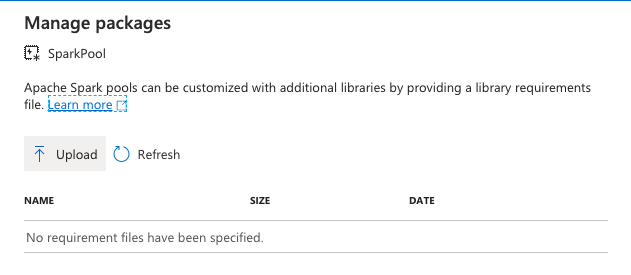 Manage packages
SparkPool
Apache Spark pools can be customized with additional libraries by providing a library requirements
file. Learn more
Upload Refresh
NAME SIZE DATE
No requirement files have been specified.